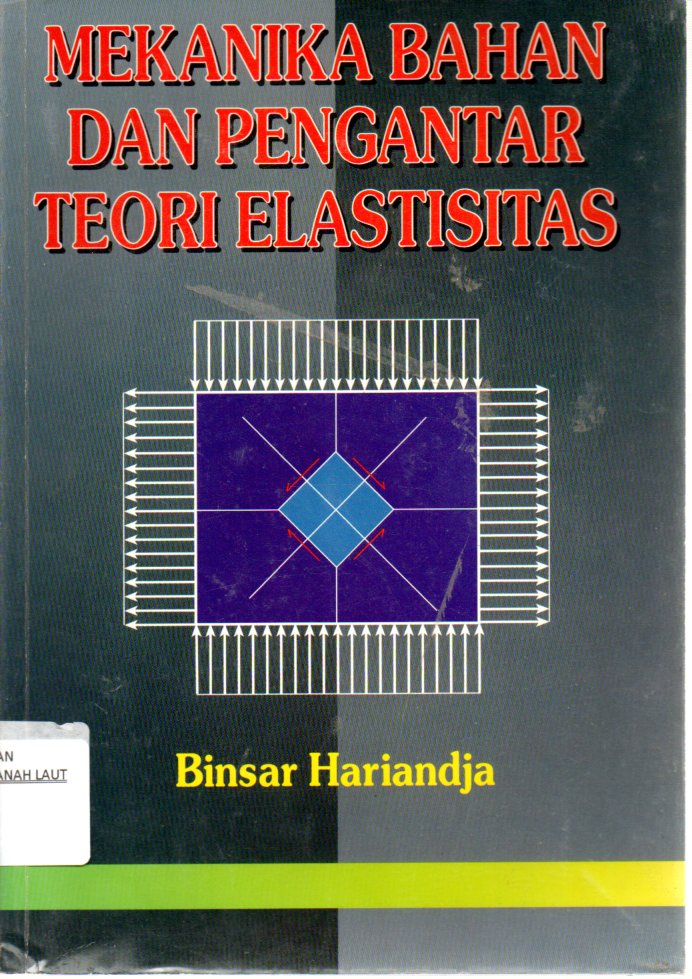 MEKANIKA BAHAN
DAN PENGANTAR
TEORI ELASTISITAS
AN
ANAH LAUT
Binsar Hariandja